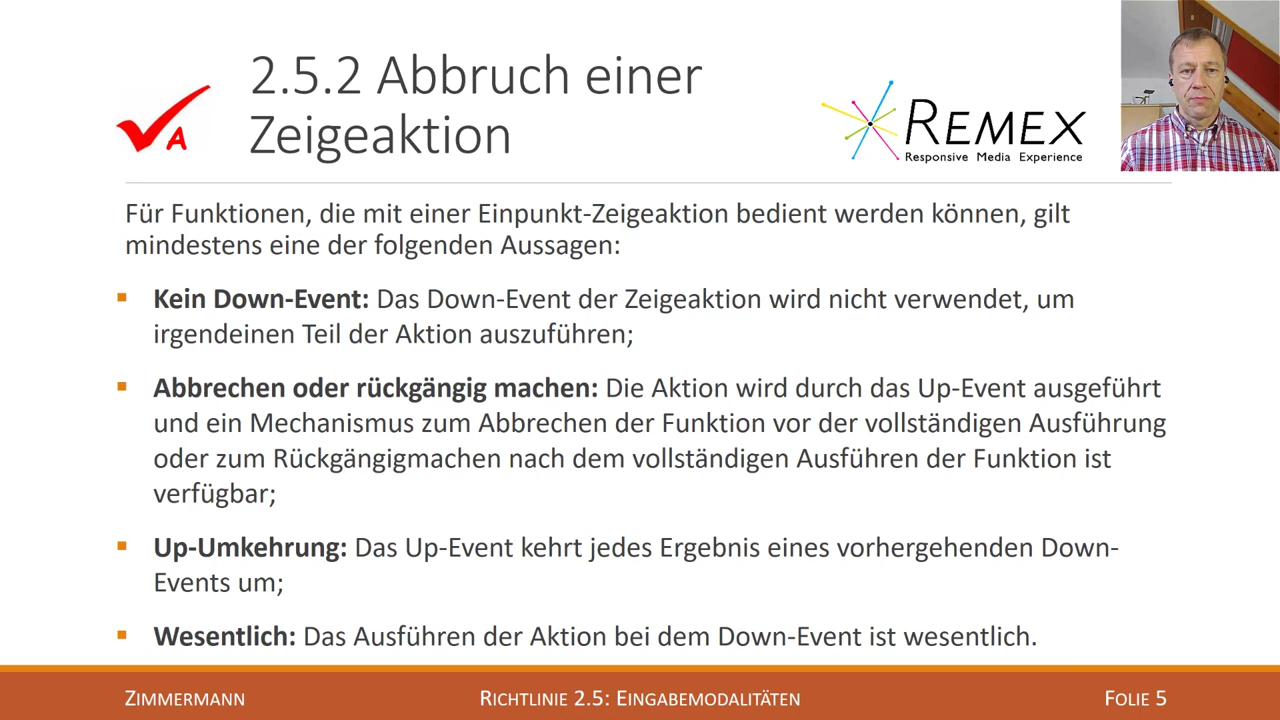 2.5.2 Abbruch einer
Zeigeaktion
A
REMEX
Responsive Media Experience
Für Funktionen, die mit einer Einpunkt-Zeigeaktion bedient werden können, gilt
mindestens eine der folgenden Aussagen:
Kein Down-Event: Das Down-Event der Zeigeaktion wird nicht verwendet, um
irgendeinen Teil der Aktion auszuführen;
Abbrechen oder rückgängig machen: Die Aktion wird durch das Up-Event ausgeführt
und ein Mechanismus zum Abbrechen der Funktion vor der vollständigen Ausführung
oder zum Rückgängigmachen nach dem vollständigen Ausführen der Funktion ist
verfügbar;
Up-Umkehrung: Das Up-Event kehrt jedes Ergebnis eines vorhergehenden Down-
Events um;
Wesentlich: Das Ausführen der Aktion bei dem Down-Event ist wesentlich.
ZIMMERMANN
RICHTLINIE 2.5: EINGABEMODALITÄTEN
FOLIE 5